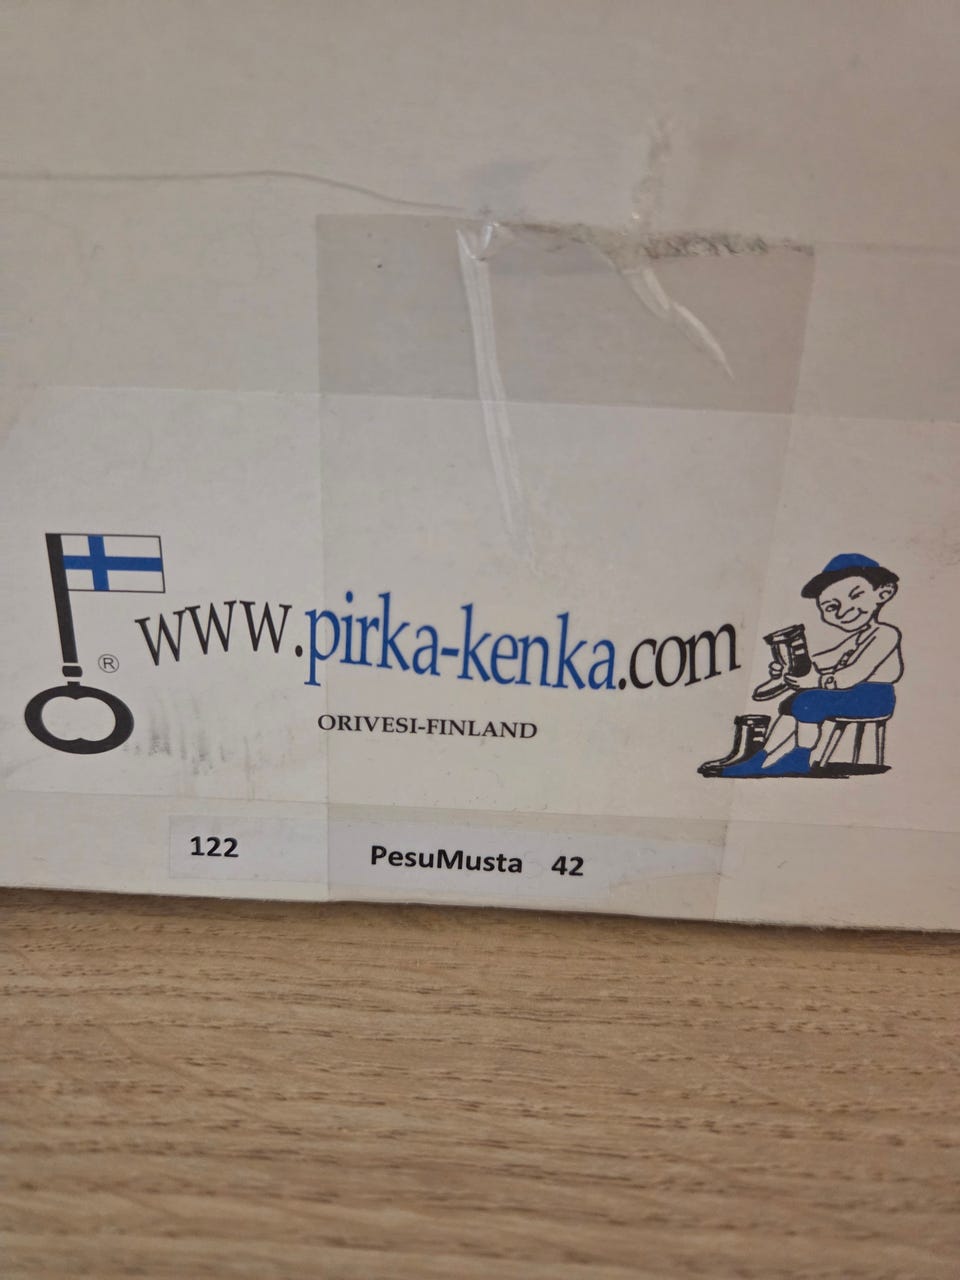 ®
www.pirka-kenka.com
ORIVESI-FINLAND
122 PesuMusta 42